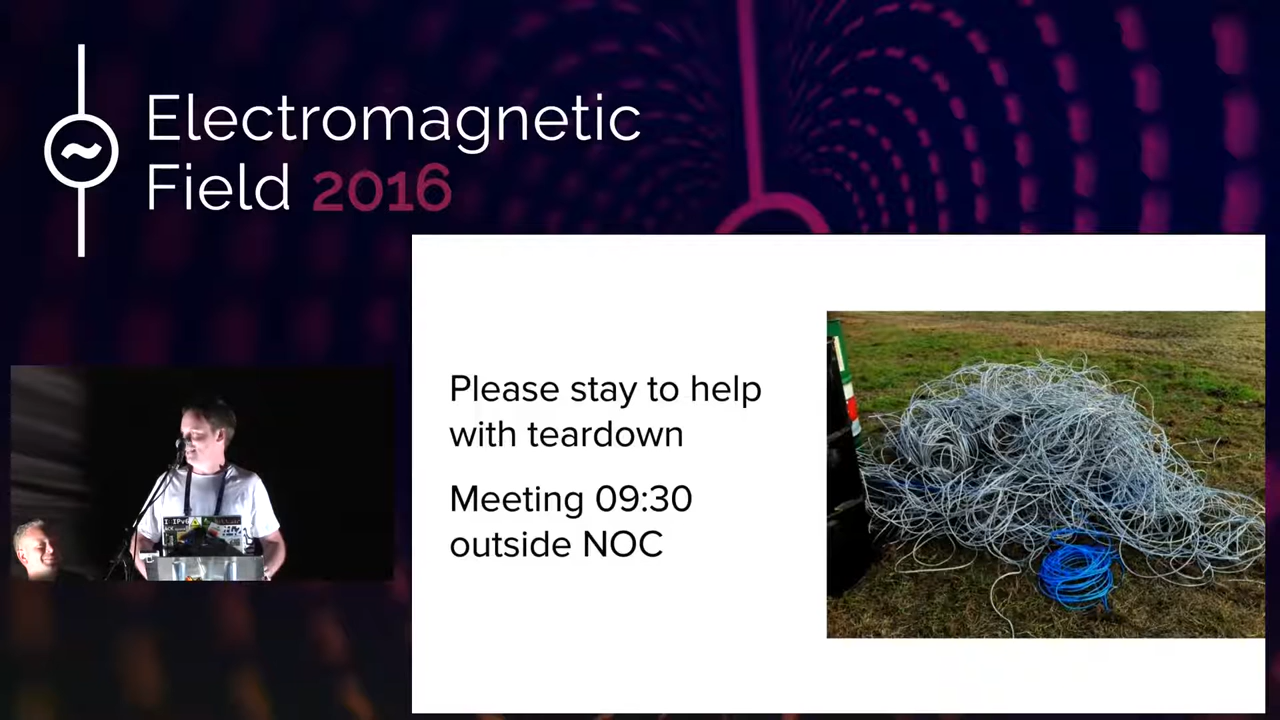 Electromagnetic
Field 2016
Please stay to help
with teardown
Meeting 09:30
outside NOC